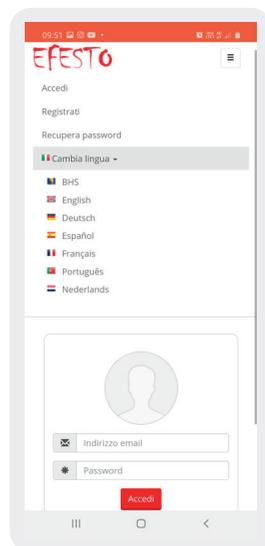 09:51
EFESTO
Accedi
Registrati
Recupera password
Cambia lingua
BHS
English
Deutsch
Español
Français
Português
Nederlands
Indirizzo email
Password
Accedi